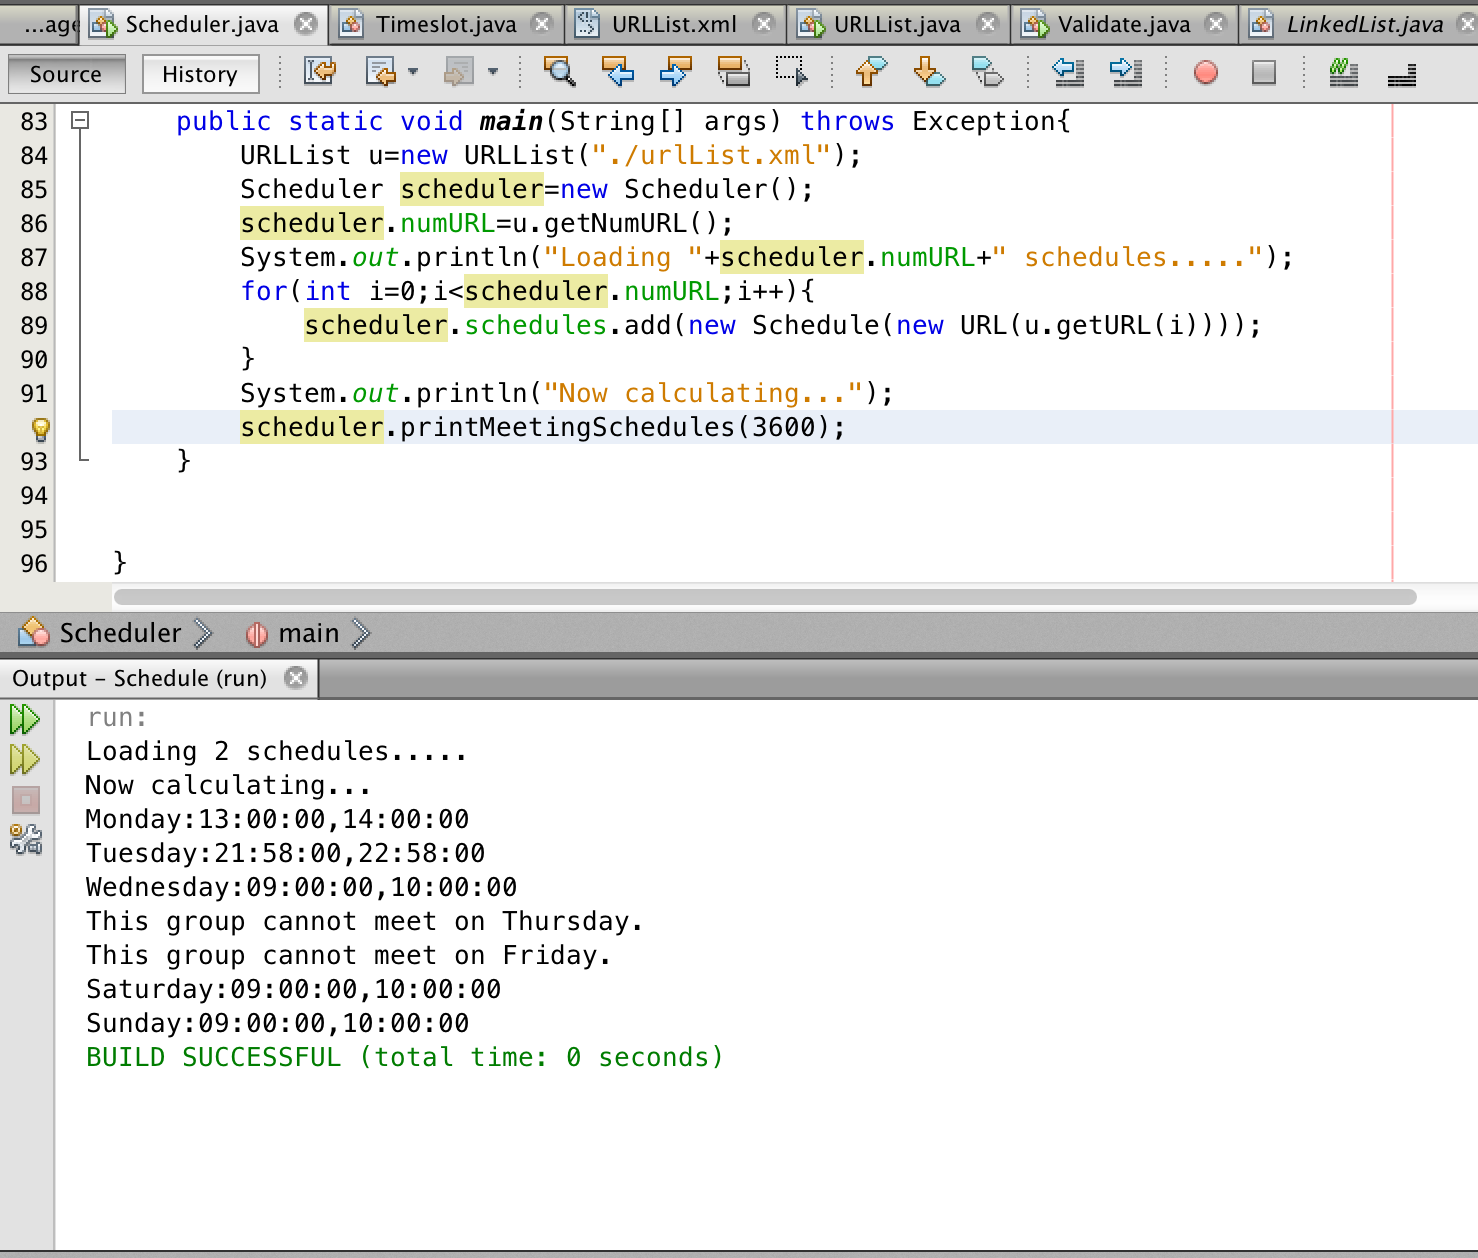 ...age
Scheduler.java
Timeslot.java
URLList.xml
URLList.java
Validate.java
LinkedList.java
Source
History
83 public static void main(String[] args) throws Exception{
84 URLList u=new URLList("./urlList.xml");
85 Scheduler scheduler=new Scheduler();
86 scheduler.numURL=u.getNumURL();
87 System.out.println("Loading "+scheduler.numURL+" schedules.....");
88 for(int i=0;i<scheduler.numURL;i++){
89 scheduler.schedules.add(new Schedule(new URL(u.getURL(i))));
90 }
91 System.out.println("Now calculating...");
scheduler.printMeetingSchedules(3600);
93 }
94
95
96 }
Scheduler
main
Output – Schedule (run)
run:
Loading 2 schedules.....
Now calculating...
Monday:13:00:00,14:00:00
Tuesday:21:58:00,22:58:00
Wednesday:09:00:00,10:00:00
This group cannot meet on Thursday.
This group cannot meet on Friday.
Saturday:09:00:00,10:00:00
Sunday:09:00:00,10:00:00
BUILD SUCCESSFUL (total time: 0 seconds)